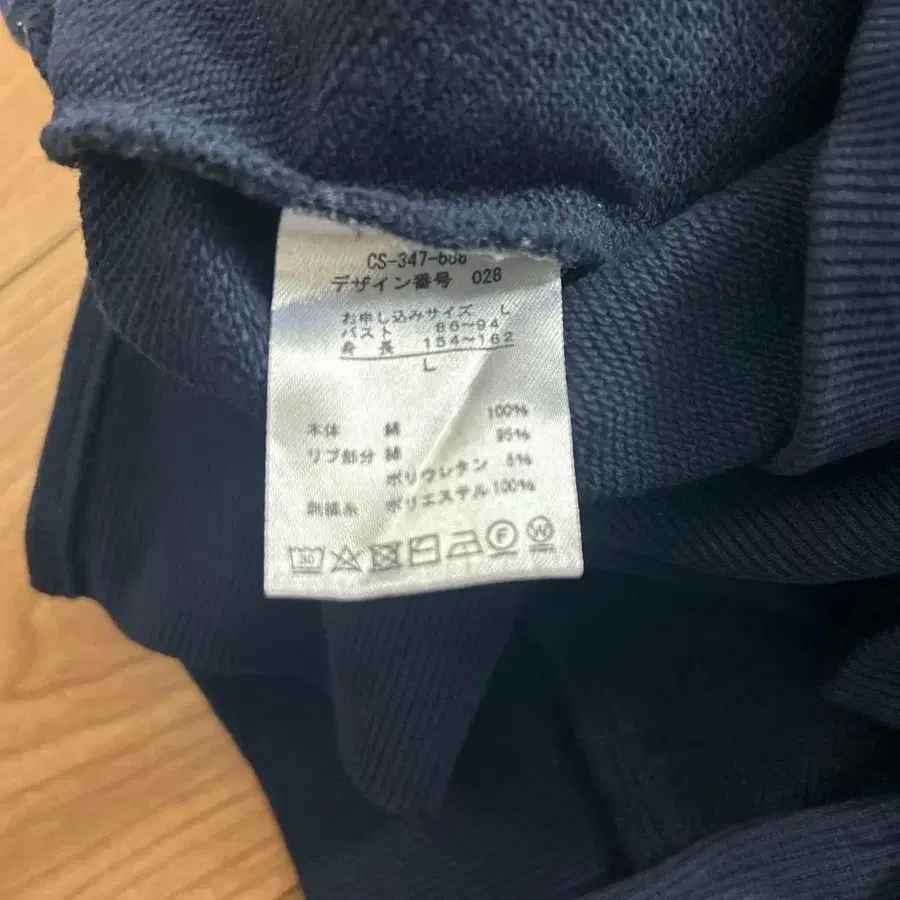 CS-347-
デザイン番号 028
お申し込みサイズ L
バスト 86~94
身長 154~162
L
100%
本体 綿
リブ部分 綿 95%
ポリウレタン 5%
刺繍糸 ポリエステル100%
30
F W